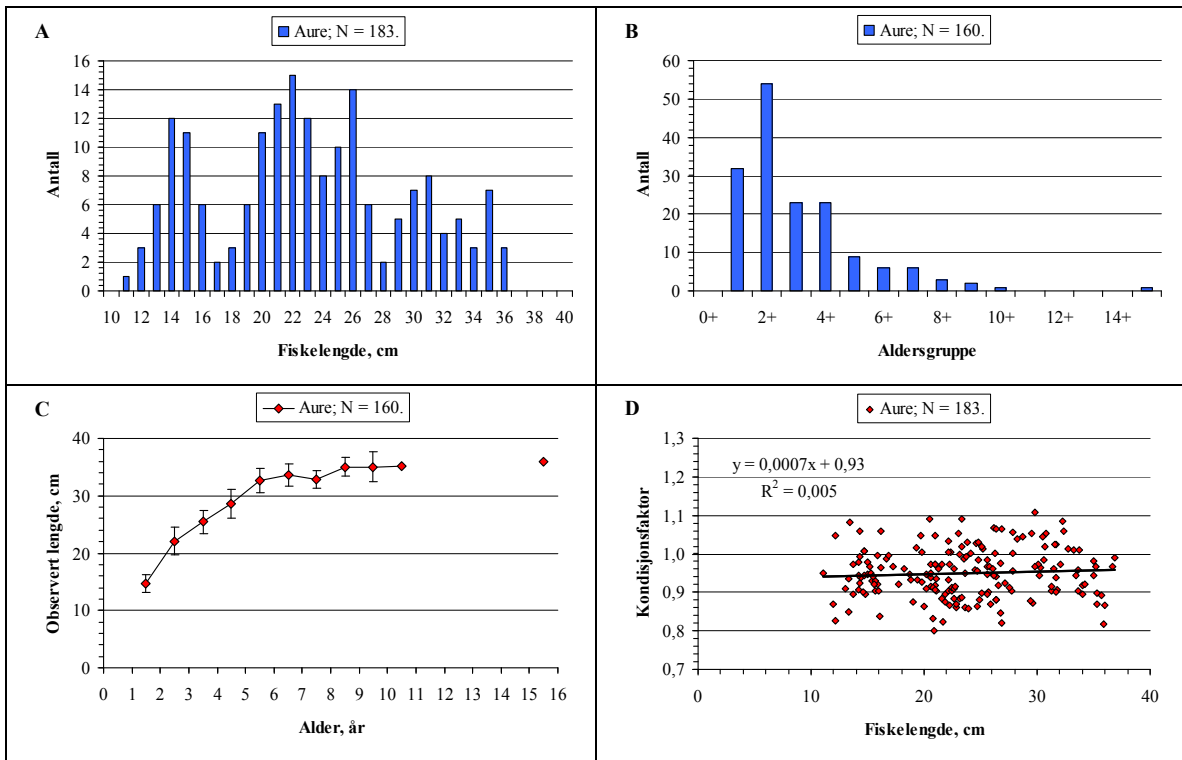 A
Aure; N = 183.
Antall
16
14
12
10
8
6
4
2
0
10 12 14 16 18 20 22 24 26 28 30 32 34 36 38 40
Fiskelengde, cm
B
Aure; N = 160.
Antall
60
50
40
30
20
10
0
0+ 2+ 4+ 6+ 8+ 10+ 12+ 14+
Aldersgruppe
C
Aure; N = 160.
Observert lengde, cm
40
30
20
10
0
0 1 2 3 4 5 6 7 8 9 10 11 12 13 14 15 16
Alder, år
D
Aure; N = 183.
Kondisjonsfaktor
1,3
1,2
1,1
1,0
0,9
0,8
0,7
y = 0,0007x + 0,93
R² = 0,005
0 10 20 30 40
Fiskelengde, cm